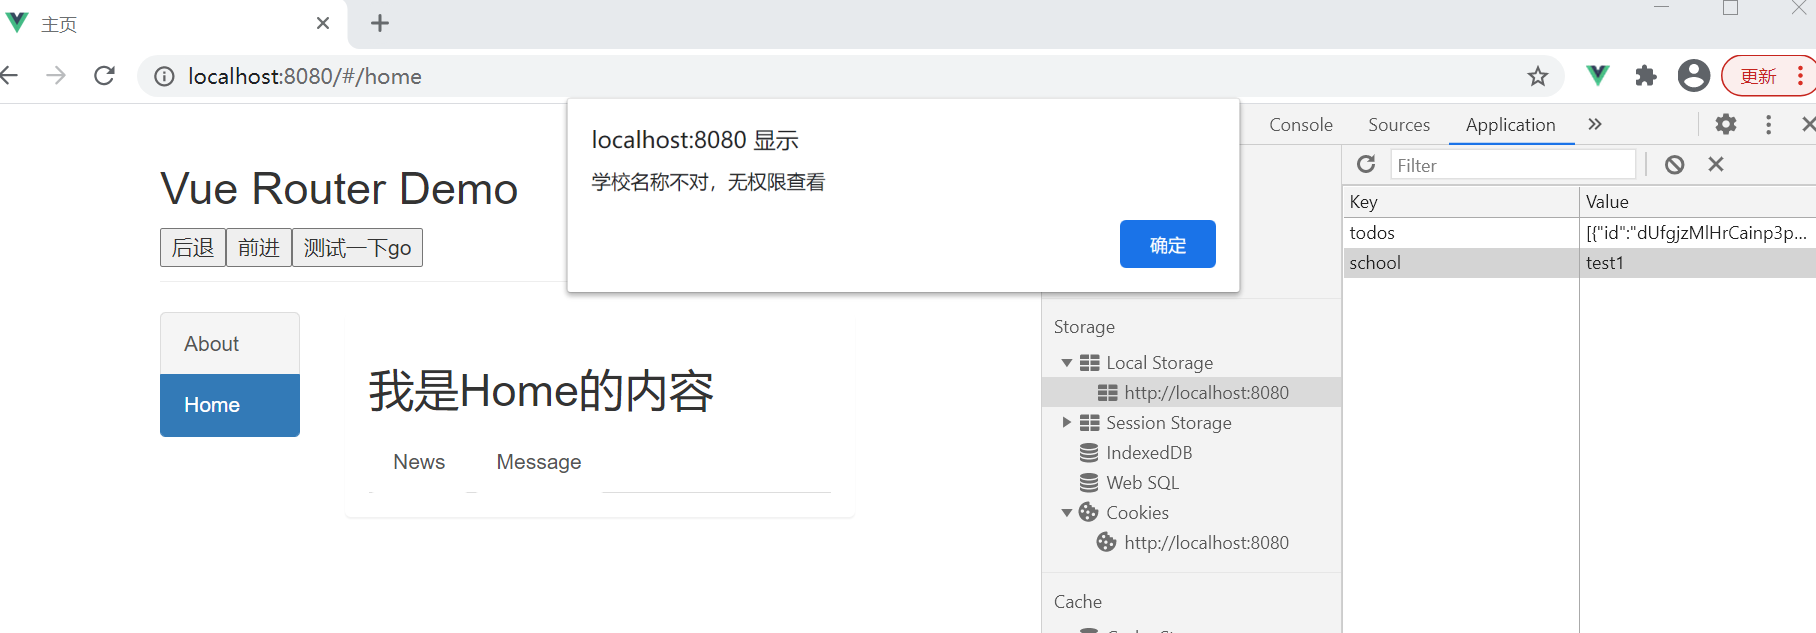 主页
localhost:8080/#/home
更新
localhost:8080 显示
学校名称不对，无权限查看
确定
Console Sources Application
Filter
Key Value
todos [{"id":"dUfgjzMlHrCainp3p...
school test1
Vue Router Demo
后退 前进 测试一下go
About
Home
我是Home的内容
News Message
Storage
Local Storage
http://localhost:8080
Session Storage
IndexedDB
Web SQL
Cookies
http://localhost:8080
Cache